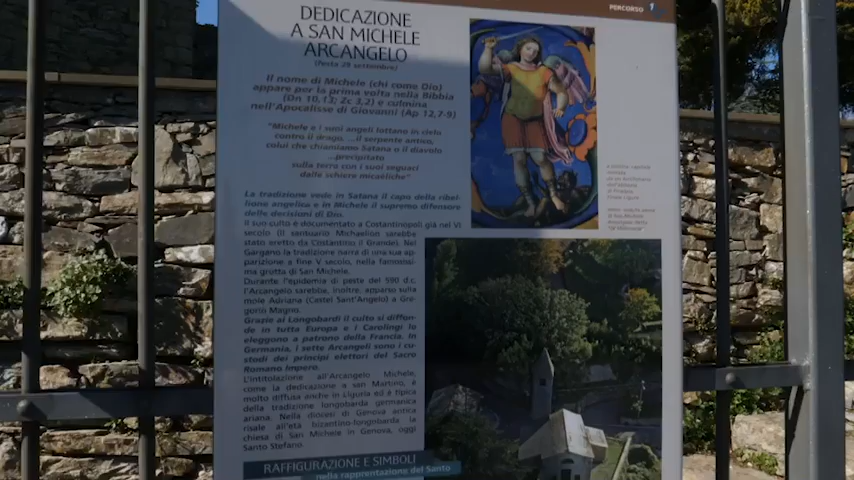 PERCORSO 1
DEDICAZIONE
A SAN MICHELE
ARCANGELO
(Festa 29 settembre)
Il nome di Michele (chi come Dio)
appare per la prima volta nella Bibbia
(Dn 10,13; Zc 3,2) e culmina
nell'Apocalisse di Giovanni (Ap 12,7-9)
"Michele e i suoi angeli lottano in cielo
contro il drago. ...il serpente antico,
colui che chiamiamo Satana o il diavolo
...precipitato
sulla terra con i suoi seguaci
dalle schiere micaeliche"
La tradizione vede in Satana il capo della ribel-
lione angelica e in Michele il supremo difensore
delle decisioni di Dio.
Il suo culto è documentato a Costantinopoli già nel VI
secolo (il santuario Michaelion sarebbe
stato eretto da Costantino il Grande). Nel
Gargano la tradizione narra di una sua ap-
parizione a fine V secolo, nella famosissi-
ma grotta di San Michele.
Durante l'epidemia di peste del 590 d.c.
l'Arcangelo sarebbe, inoltre, apparso sulla
mole Adriana (Castel Sant'Angelo) a Gre-
gorio Magno.
Grazie ai Longobardi il culto si diffon-
de in tutta Europa e i Carolingi lo
eleggono a patrono della Francia. In
Germania, i sette Arcangeli sono i cu-
stodi dei principi elettori del Sacro
Romano Impero.
L'intitolazione all'Arcangelo Michele,
come la dedicazione a san Martino, è
molto diffusa anche in Liguria ed è tipica
della tradizione longobarda germanica
ariana. Nella diocesi di Genova antica
risale all'età bizantino-longobarda la
chiesa di San Michele in Genova, oggi
Santo Stefano.
RAFFIGURAZIONE E SIMBOLI
nella rappresentazione del Santo